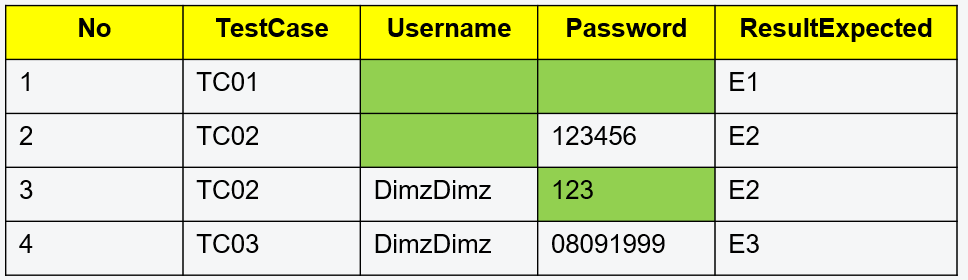 No TestCase Username Password ResultExpected
1 TC01 E1
2 TC02 123456 E2
3 TC02 DimzDimz 123 E2
4 TC03 DimzDimz 08091999 E3